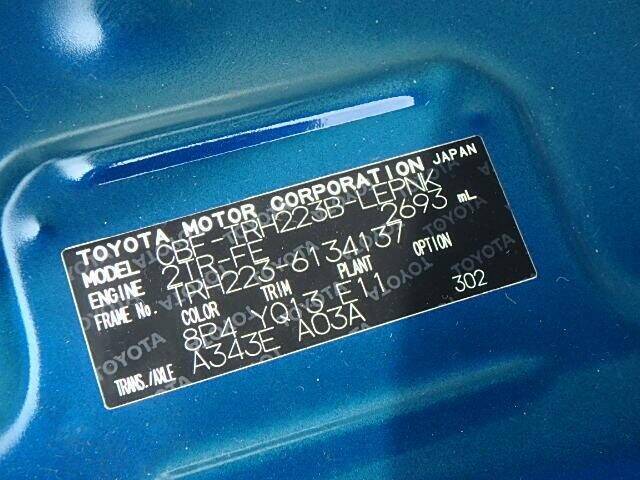 TOYOTA MOTOR CORPORATION JAPAN
MODEL CBF-TRH223B-LEPNK
ENGINE 2TR-FE 2693 mL
FRAME No. TRH223-6134137
COLOR TRIM PLANT OPTION
8R4 YQ13 E11 302
TRANS./AXLE A343E A03A